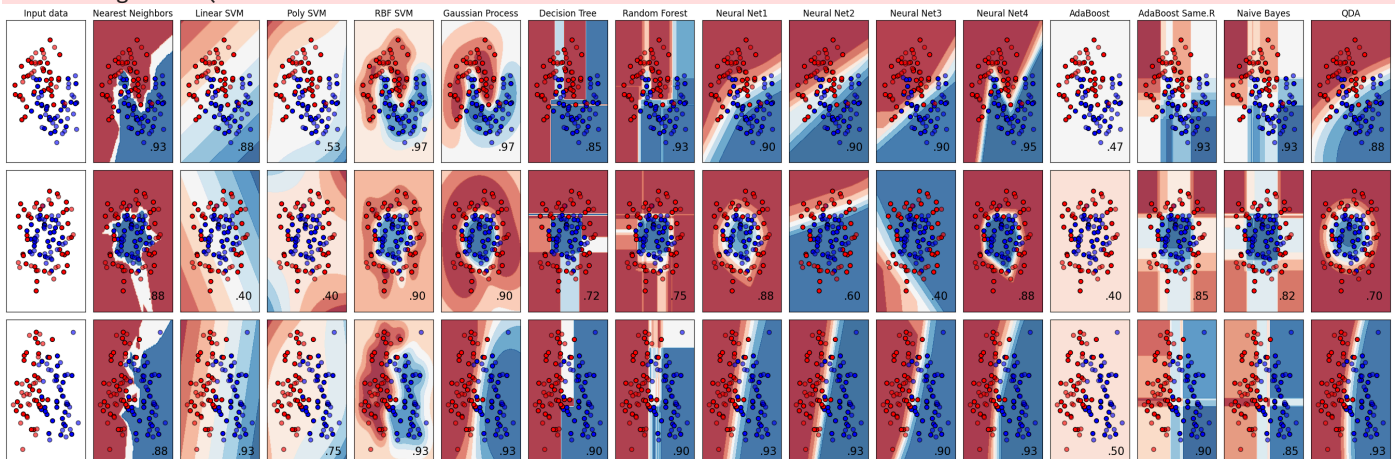 Input data
Nearest Neighbors
Linear SVM
Poly SVM
RBF SVM
Gaussian Process
Decision Tree
Random Forest
Neural Net1
Neural Net2
Neural Net3
Neural Net4
AdaBoost
AdaBoost Same.R
Naive Bayes
QDA
.93
.88
.53
.97
.97
.85
.93
.90
.90
.90
.95
.47
.93
.93
.88
.88
.40
.40
.90
.90
.72
.75
.88
.60
.40
.88
.40
.85
.82
.70
.88
.93
.75
.93
.93
.90
.90
.93
.93
.90
.93
.50
.90
.85
.93